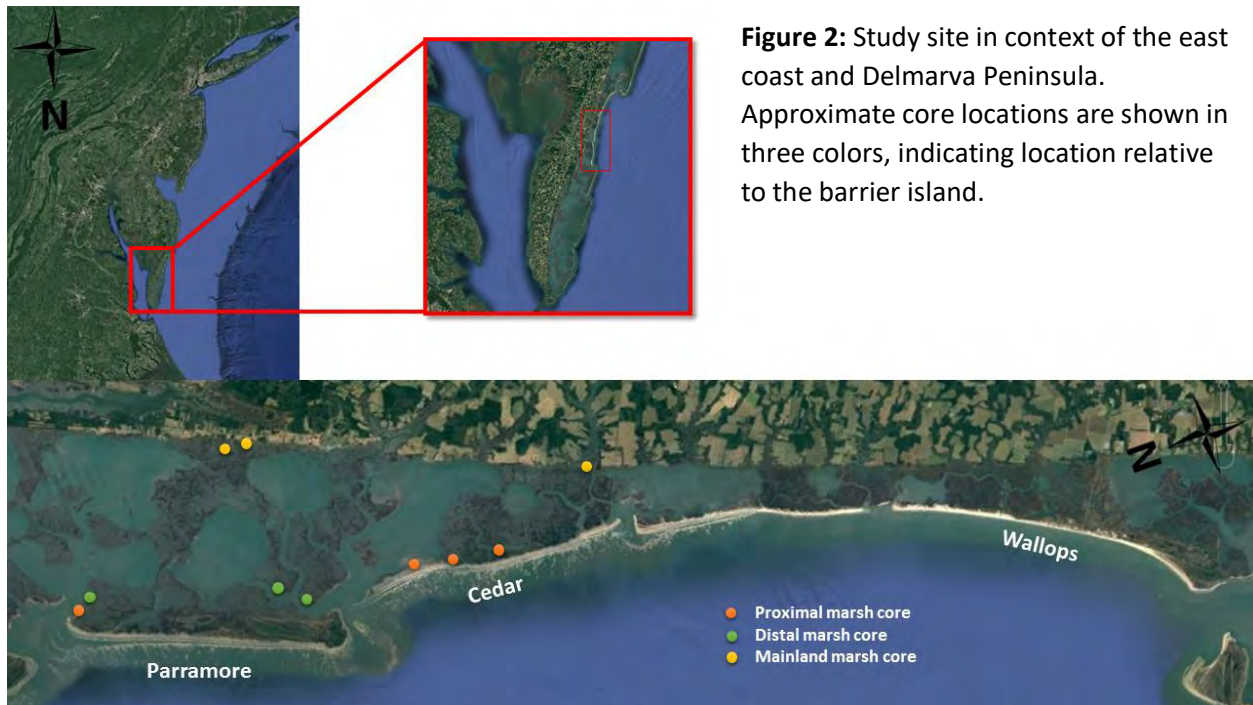 N
Figure 2: Study site in context of the east
coast and Delmarva Peninsula.
Approximate core locations are shown in
three colors, indicating location relative
to the barrier island.
N
Wallops
Cedar
Proximal marsh core
Distal marsh core
Mainland marsh core
Parramore